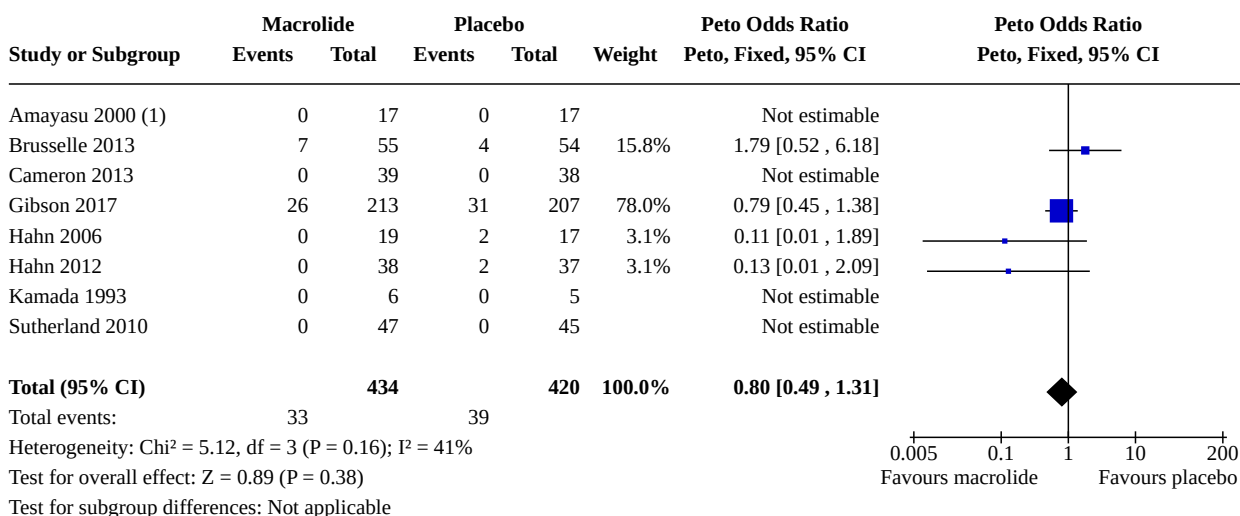 Macrolide Placebo Peto Odds Ratio Peto Odds Ratio
Study or Subgroup Events Total Events Total Weight Peto, Fixed, 95% CI Peto, Fixed, 95% CI
Amayasu 2000 (1) 0 17 0 17 Not estimable
Brusselle 2013 7 55 4 54 15.8% 1.79 [0.52 , 6.18]
Cameron 2013 0 39 0 38 Not estimable
Gibson 2017 26 213 31 207 78.0% 0.79 [0.45 , 1.38]
Hahn 2006 0 19 2 17 3.1% 0.11 [0.01 , 1.89]
Hahn 2012 0 38 2 37 3.1% 0.13 [0.01 , 2.09]
Kamada 1993 0 6 0 5 Not estimable
Sutherland 2010 0 47 0 45 Not estimable
Total (95% CI) 434 420 100.0% 0.80 [0.49 , 1.31]
Total events: 33 39
Heterogeneity: Chi² = 5.12, df = 3 (P = 0.16); I² = 41%
0.005 0.1 1 10 200
Test for overall effect: Z = 0.89 (P = 0.38)
Favours macrolide Favours placebo
Test for subgroup differences: Not applicable